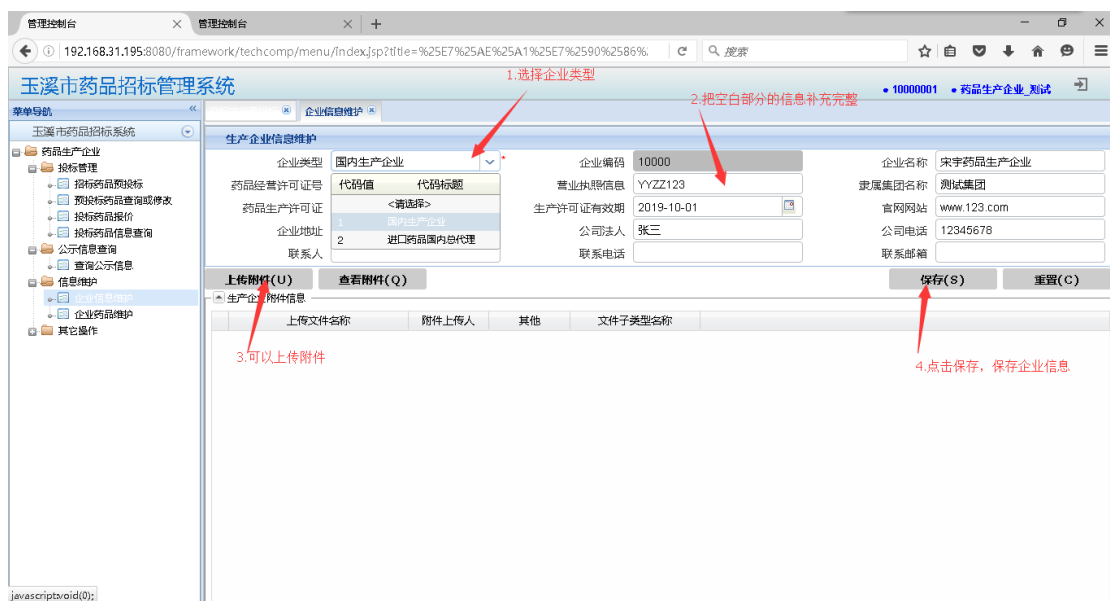 管理控制台
管理控制台
192.168.31.195:8080/framework/techcomp/menu/index.jsp?title=%25E7%25AE%25A1%25E7%2590%2586%
搜索
玉溪市药品招标管理系统
1.选择企业类型
• 10000001 • 药品生产企业_测试
菜单导航
企业信息维护
2.把空白部分的信息补充完整
玉溪市药品招标系统
生产企业信息维护
药品生产企业
投标管理
招标药品预投标
预投标药品查询或修改
投标药品报价
投标药品信息查询
公示信息查询
查询公示信息
信息维护
企业信息维护
企业药品维护
其它操作
企业类型 国内生产企业 * 企业编码 10000 企业名称 宋宇药品生产企业
药品经营许可证号 营业执照信息 YYZZ123 隶属集团名称 测试集团
药品生产许可证 生产许可证有效期 2019-10-01 官网网站 www.123.com
企业地址 公司法人 张三 公司电话 12345678
联系人 联系电话 联系邮箱
代码值 代码标题
<请选择>
1 国内生产企业
2 进口药品国内总代理
上传附件(U) 查看附件(Q) 保存(S) 重置(C)
生产企业附件信息
上传文件名称 附件上传人 其他 文件子类型名称
3.可以上传附件
4.点击保存，保存企业信息
javascript:void(0);